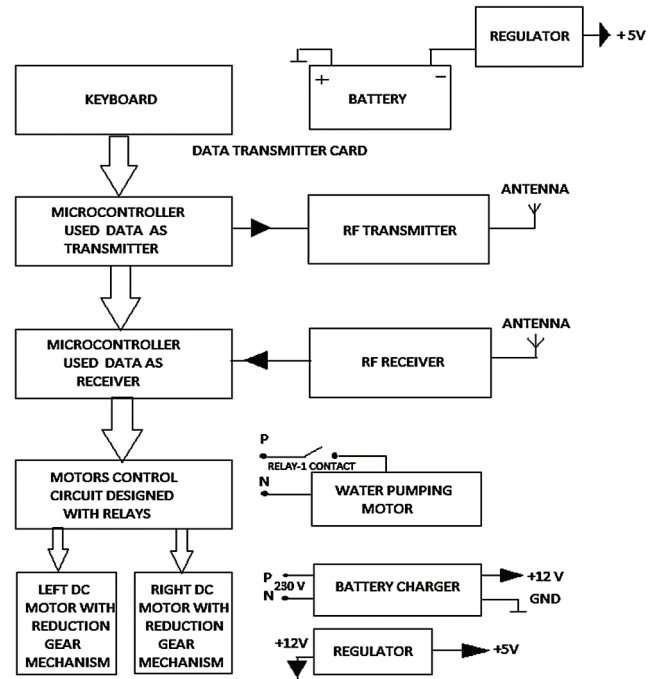 REGULATOR
+5V
+
−
BATTERY
KEYBOARD
DATA TRANSMITTER CARD
MICROCONTROLLER
USED DATA AS
TRANSMITTER
RF TRANSMITTER
ANTENNA
MICROCONTROLLER
USED DATA AS
RECEIVER
RF RECEIVER
ANTENNA
MOTORS CONTROL
CIRCUIT DESIGNED
WITH RELAYS
P
RELAY-1 CONTACT
N
WATER PUMPING
MOTOR
LEFT DC
MOTOR WITH
REDUCTION
GEAR
MECHANISM
RIGHT DC
MOTOR WITH
REDUCTION
GEAR
MECHANISM
P
230 V
N
BATTERY CHARGER
+12 V
GND
+12V
REGULATOR
+5V